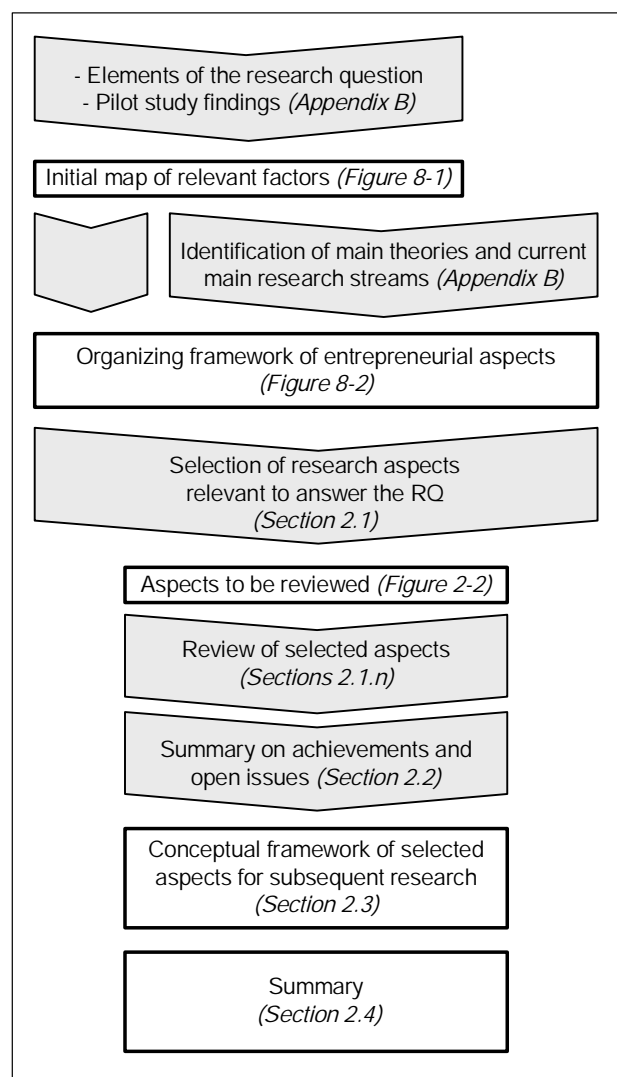 - Elements of the research question
- Pilot study findings (Appendix B)
Initial map of relevant factors (Figure 8-1)
Identification of main theories and current
main research streams (Appendix B)
Organizing framework of entrepreneurial aspects
(Figure 8-2)
Selection of research aspects
relevant to answer the RQ
(Section 2.1)
Aspects to be reviewed (Figure 2-2)
Review of selected aspects
(Sections 2.1.n)
Summary on achievements and
open issues (Section 2.2)
Conceptual framework of selected
aspects for subsequent research
(Section 2.3)
Summary
(Section 2.4)